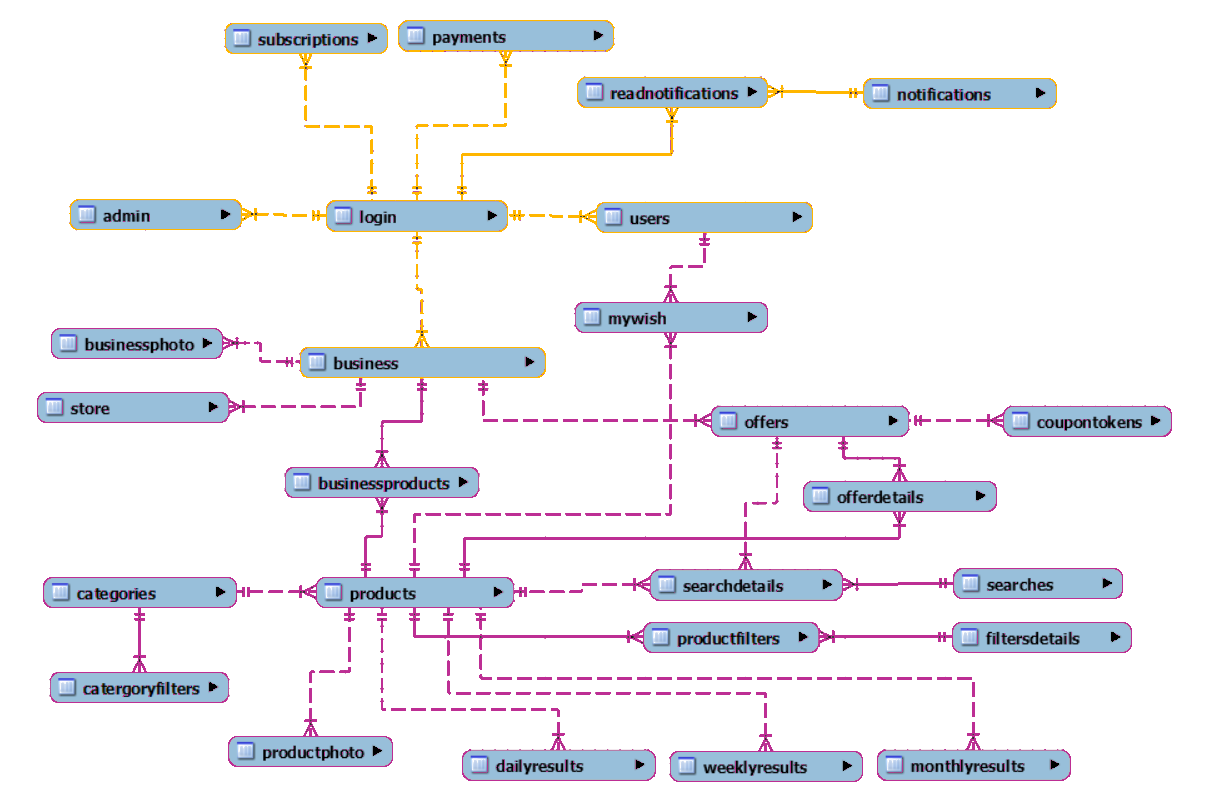 subscriptions
payments
readnotifications
notifications
admin
login
users
mywish
businessphoto
business
store
offers
coupontokens
businessproducts
offerdetails
categories
products
searchdetails
searches
productfilters
filtersdetails
catergoryfilters
productphoto
dailyresults
weeklyresults
monthlyresults